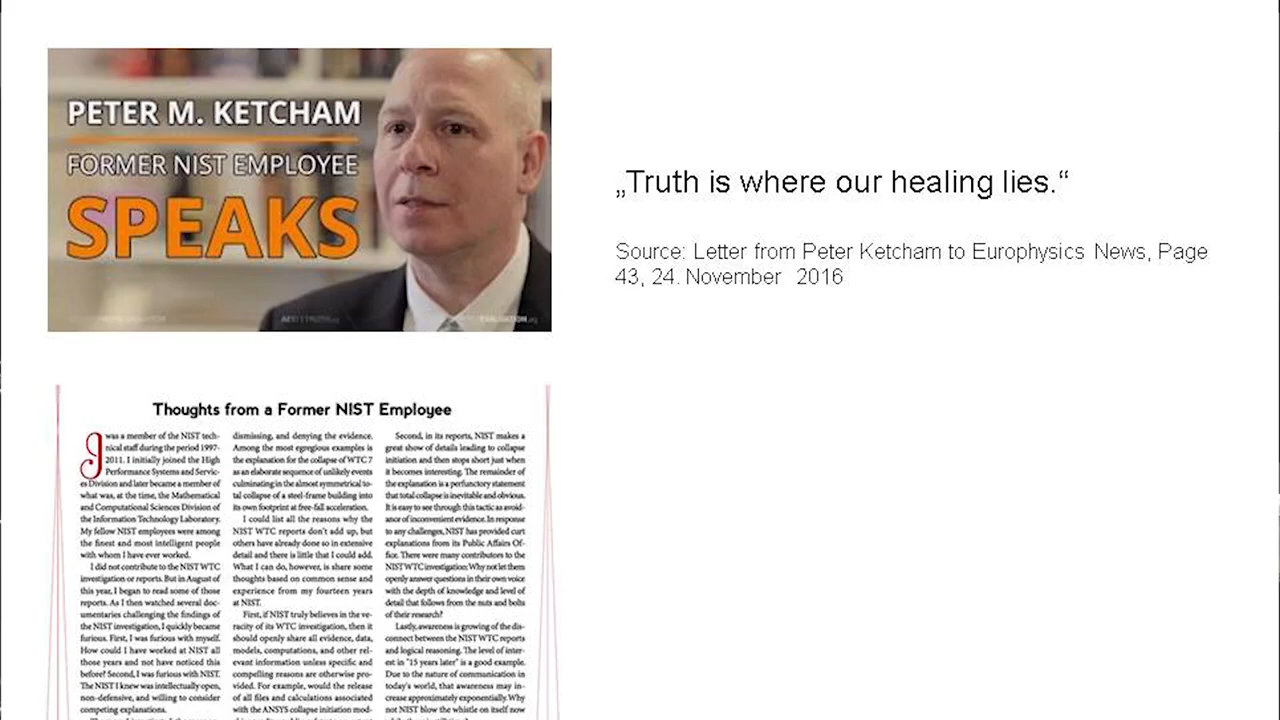 PETER M. KETCHAM
FORMER NIST EMPLOYEE
SPEAKS
„Truth is where our healing lies.“
Source: Letter from Peter Ketcham to Europhysics News, Page
43, 24. November 2016
Thoughts from a Former NIST Employee
I was a member of the NIST tech-
nical staff during the period 1997-
2011. I initially joined the High
Performance Systems and Servic-
es Division and later became a member of
what was, at the time, the Mathematical
and Computational Sciences Division of
the Information Technology Laboratory.
My fellow NIST employees were among
the finest and most intelligent people
with whom I have ever worked.
I did not contribute to the NIST WTC
investigation or reports. But in August of
this year, I began to read some of those
reports. As I then watched several doc-
umentaries challenging the findings of
the NIST investigation, I quickly became
furious. First, I was furious with myself.
How could I have worked at NIST all
those years and not have noticed this
before? Second, I was furious with NIST.
The NIST I knew was intellectually open,
non-defensive, and willing to consider
competing explanations.
dismissing, and denying the evidence.
Among the most egregious examples is
the explanation for the collapse of WTC 7
as an elaborate sequence of unlikely events
culminating in the almost symmetrical to-
tal collapse of a steel-frame building into
its own footprint at free-fall acceleration.
I could list all the reasons why the
NIST WTC reports don't add up, but
others have already done so in extensive
detail and there is little that I could add.
What I can do, however, is share some
thoughts based on common sense and
experience from my fourteen years
at NIST.
First, if NIST truly believes in the ve-
racity of its WTC investigation, then it
should openly share all evidence, data,
models, computations, and other rel-
evant information unless specific and
compelling reasons are otherwise pro-
vided. For example, would the release
of all files and calculations associated
with the ANSYS collapse initiation mod-
Second, in its reports, NIST makes a
great show of details leading to collapse
initiation and then stops short just when
it becomes interesting. The remainder of
the explanation is a perfunctory statement
that total collapse is inevitable and obvious.
It is easy to see through this tactic as avoid-
ance of inconvenient evidence. In response
to any challenges, NIST has provided curt
explanations from its Public Affairs Of-
fice. There were many contributors to the
NIST WTC investigation: Why not let them
openly answer questions in their own voice
with the depth of knowledge and level of
detail that follows from the nuts and bolts
of their research?
Lastly, awareness is growing of the dis-
connect between the NIST WTC reports
and logical reasoning. The level of inter-
est in "15 years later" is a good example.
Due to the nature of communication in
today's world, that awareness may in-
crease approximately exponentially. Why
not NIST blow the whistle on itself now